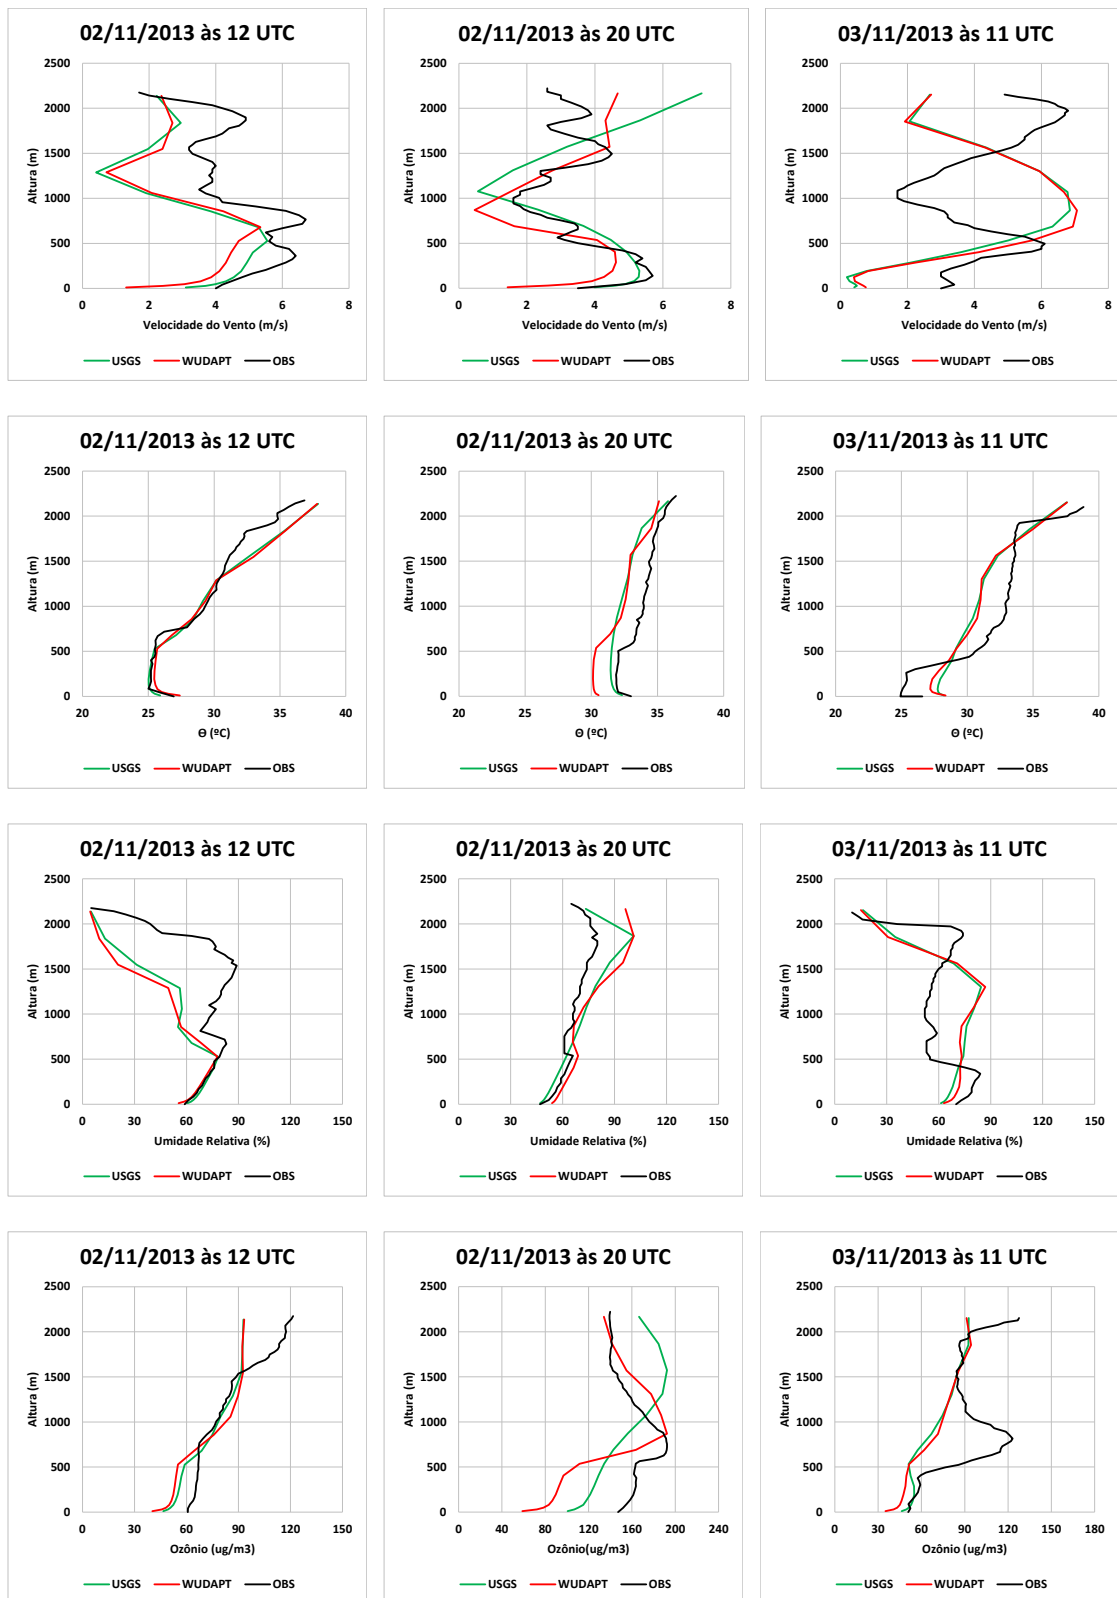 02/11/2013 às 12 UTC
2500
2000
1500
1000
500
0
Altura (m)
0 2 4 6 8
Velocidade do Vento (m/s)
USGS WUDAPT OBS
02/11/2013 às 20 UTC
2500
2000
1500
1000
500
0
Altura (m)
0 2 4 6 8
Velocidade do Vento (m/s)
USGS WUDAPT OBS
03/11/2013 às 11 UTC
2500
2000
1500
1000
500
0
Altura (m)
0 2 4 6 8
Velocidade do Vento (m/s)
USGS WUDAPT OBS
02/11/2013 às 12 UTC
2500
2000
1500
1000
500
0
Altura (m)
20 25 30 35 40
Θ (ºC)
USGS WUDAPT OBS
02/11/2013 às 20 UTC
2500
2000
1500
1000
500
0
Altura (m)
20 25 30 35 40
Θ (ºC)
USGS WUDAPT OBS
03/11/2013 às 11 UTC
2500
2000
1500
1000
500
0
Altura (m)
20 25 30 35 40
Θ (ºC)
USGS WUDAPT OBS
02/11/2013 às 12 UTC
2500
2000
1500
1000
500
0
Altura (m)
0 30 60 90 120 150
Umidade Relativa (%)
USGS WUDAPT OBS
02/11/2013 às 20 UTC
2500
2000
1500
1000
500
0
Altura (m)
0 30 60 90 120 150
Umidade Relativa (%)
USGS WUDAPT OBS
03/11/2013 às 11 UTC
2500
2000
1500
1000
500
0
Altura (m)
0 30 60 90 120 150
Umidade Relativa (%)
USGS WUDAPT OBS
02/11/2013 às 12 UTC
2500
2000
1500
1000
500
0
Altura (m)
0 30 60 90 120 150
Ozônio (ug/m3)
USGS WUDAPT OBS
02/11/2013 às 20 UTC
2500
2000
1500
1000
500
0
Altura (m)
0 40 80 120 160 200 240
Ozônio(ug/m3)
USGS WUDAPT OBS
03/11/2013 às 11 UTC
2500
2000
1500
1000
500
0
Altura (m)
0 30 60 90 120 150 180
Ozônio (ug/m3)
USGS WUDAPT OBS